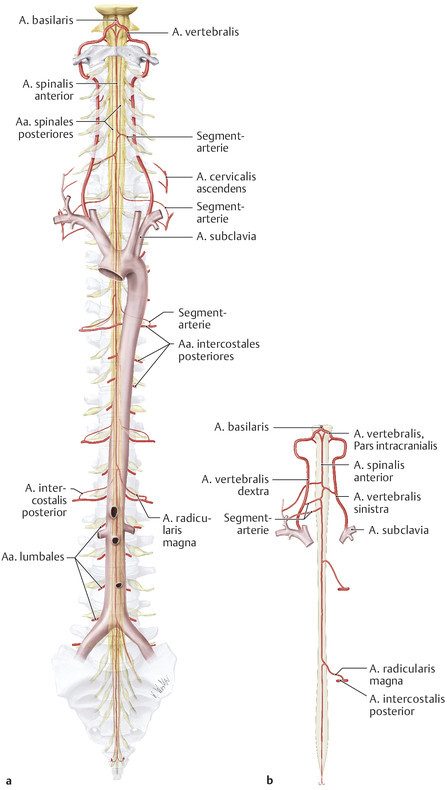 A. basilaris
A. vertebralis
A. spinalis
anterior
Aa. spinales
posteriores
Segment-
arterie
A. cervicalis
ascendens
Segment-
arterie
A. subclavia
Segment-
arterie
Aa. intercostales
posteriores
A. inter-
costalis
posterior
A. radicu-
laris
magna
Aa. lumbales
a
A. basilaris
A. vertebralis,
Pars intracranialis
A. spinalis
anterior
A. vertebralis
dextra
A. vertebralis
sinistra
Segment-
arterie
A. subclavia
A. radicularis
magna
A. intercostalis
posterior
b